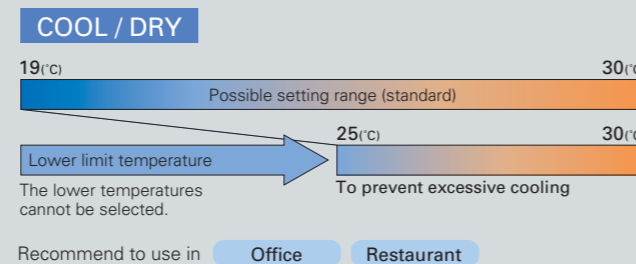 COOL / DRY
19(°C) 30(°C
Possible setting range (standard)
25(°C) 30(°C
Lower limit temperature
The lower temperatures
cannot be selected.
To prevent excessive cooling
Recommend to use in Office Restaurant